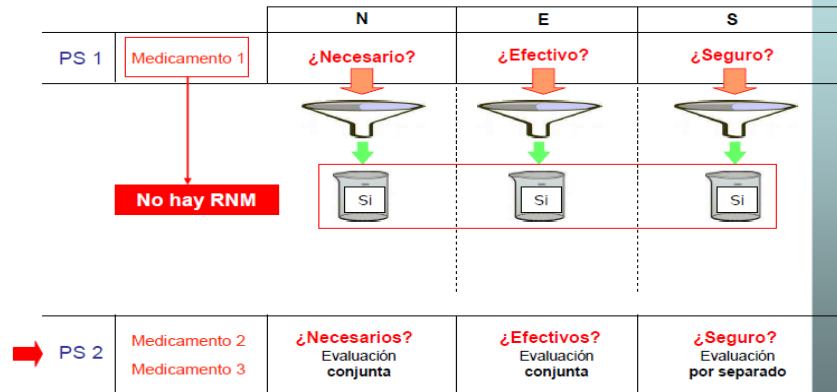 N E S
PS 1 Medicamento 1 ¿Necesario? ¿Efectivo? ¿Seguro?
No hay RNM Si Si Si
PS 2 Medicamento 2 Medicamento 3 ¿Necesarios? Evaluación conjunta ¿Efectivos? Evaluación conjunta ¿Seguro? Evaluación por separado